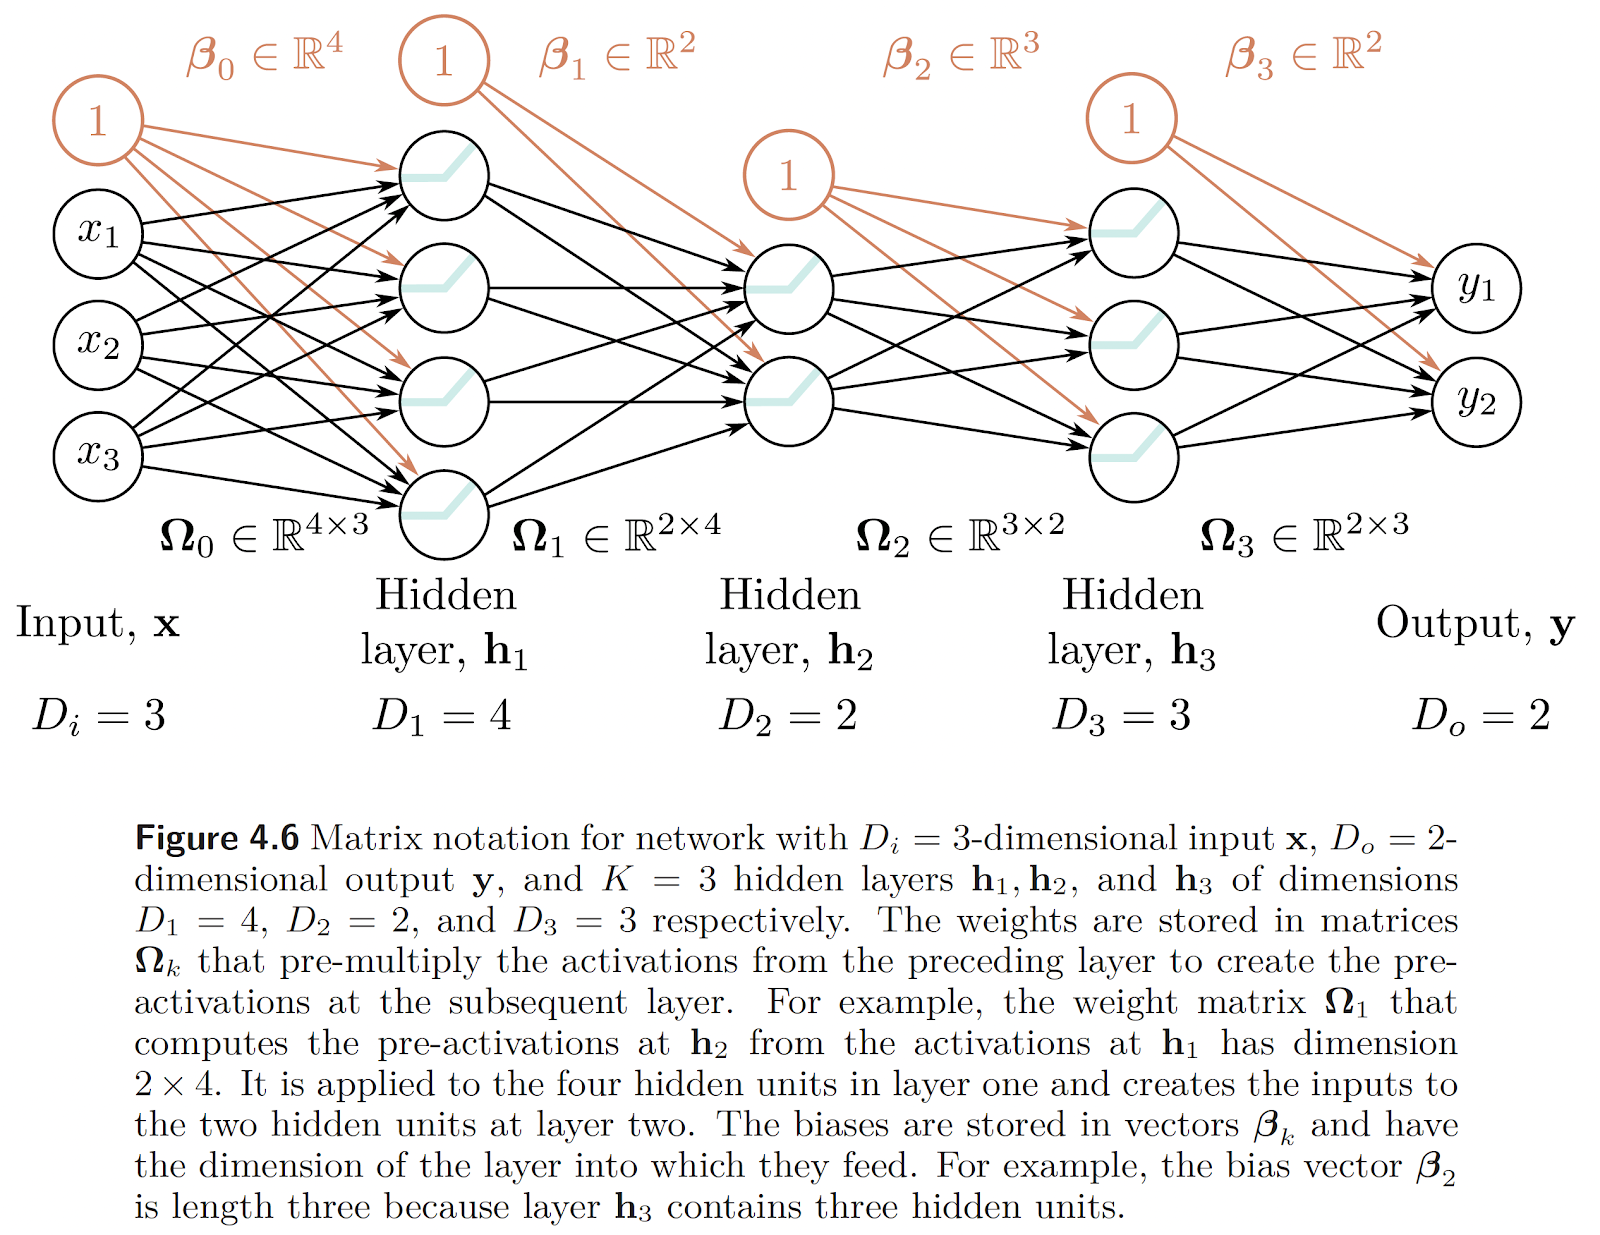 β₀ ∈ ℝ⁴
β₁ ∈ ℝ²
β₂ ∈ ℝ³
β₃ ∈ ℝ²
1
1
1
1
x₁
x₂
x₃
y₁
y₂
Ω₀ ∈ ℝ⁴ˣ³
Ω₁ ∈ ℝ²ˣ⁴
Ω₂ ∈ ℝ³ˣ²
Ω₃ ∈ ℝ²ˣ³
Input, x
Hidden
layer, h₁
Hidden
layer, h₂
Hidden
layer, h₃
Output, y
Dᵢ = 3
D₁ = 4
D₂ = 2
D₃ = 3
Dₒ = 2
Figure 4.6 Matrix notation for network with Dᵢ = 3-dimensional input x, Dₒ = 2-
dimensional output y, and K = 3 hidden layers h₁, h₂, and h₃ of dimensions
D₁ = 4, D₂ = 2, and D₃ = 3 respectively. The weights are stored in matrices
Ωₖ that pre-multiply the activations from the preceding layer to create the pre-
activations at the subsequent layer. For example, the weight matrix Ω₁ that
computes the pre-activations at h₂ from the activations at h₁ has dimension
2 × 4. It is applied to the four hidden units in layer one and creates the inputs to
the two hidden units at layer two. The biases are stored in vectors βₖ and have
the dimension of the layer into which they feed. For example, the bias vector β₂
is length three because layer h₃ contains three hidden units.